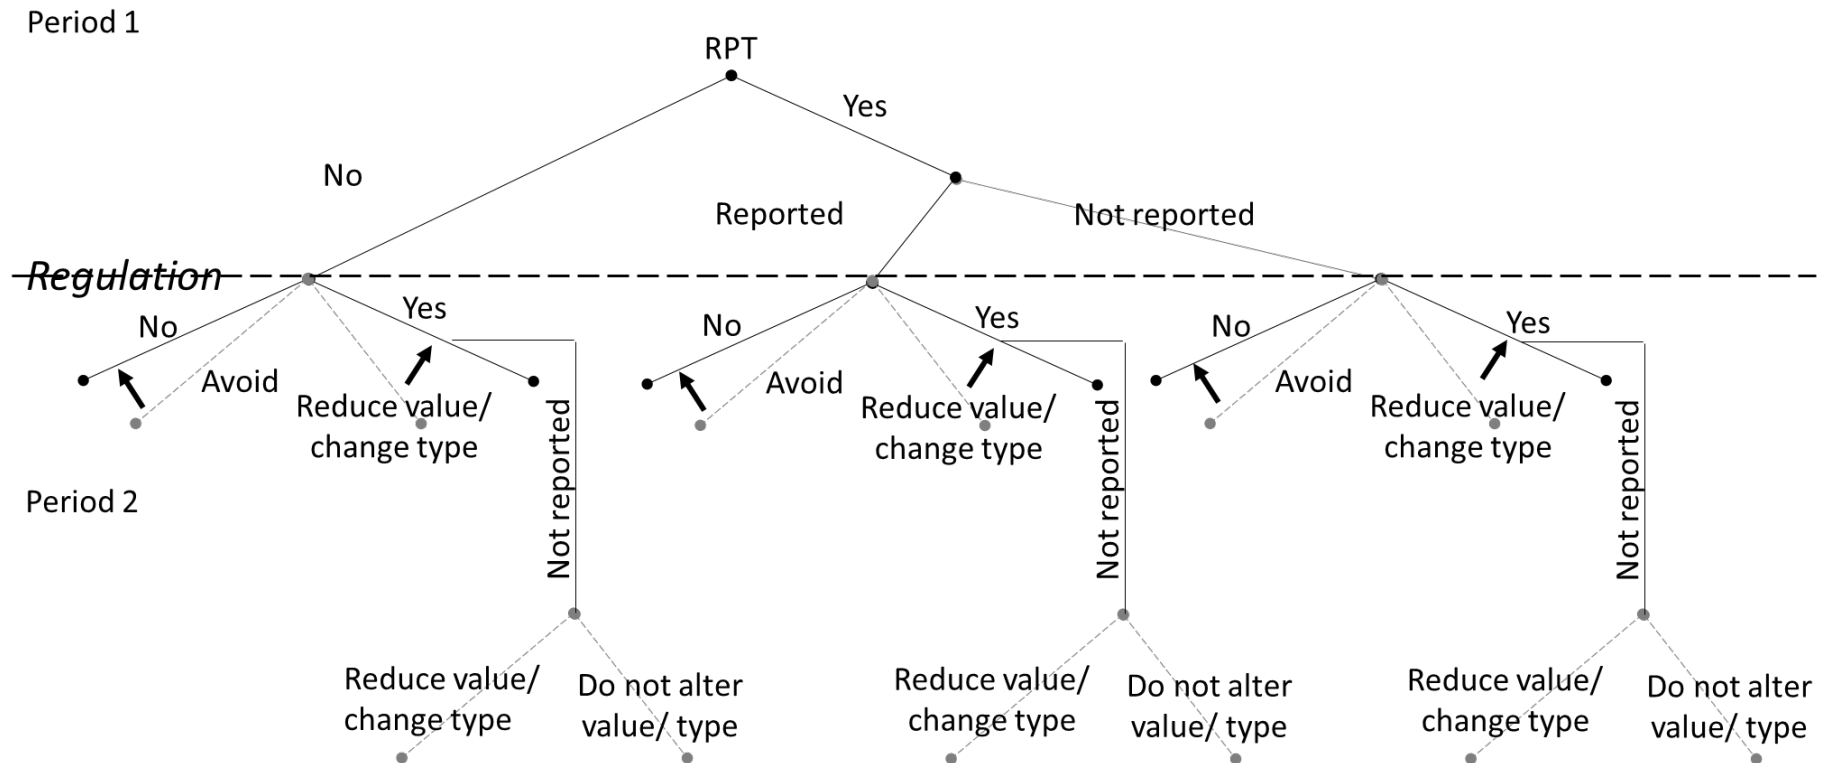 Period 1
RPT
Yes
No
Reported
Not reported
Regulation
No
Yes
Avoid
Reduce value/
change type
Not reported
No
Yes
Avoid
Reduce value/
change type
Not reported
No
Yes
Avoid
Reduce value/
change type
Not reported
Period 2
Reduce value/
change type
Do not alter
value/ type
Reduce value/
change type
Do not alter
value/ type
Reduce value/
change type
Do not alter
value/ type